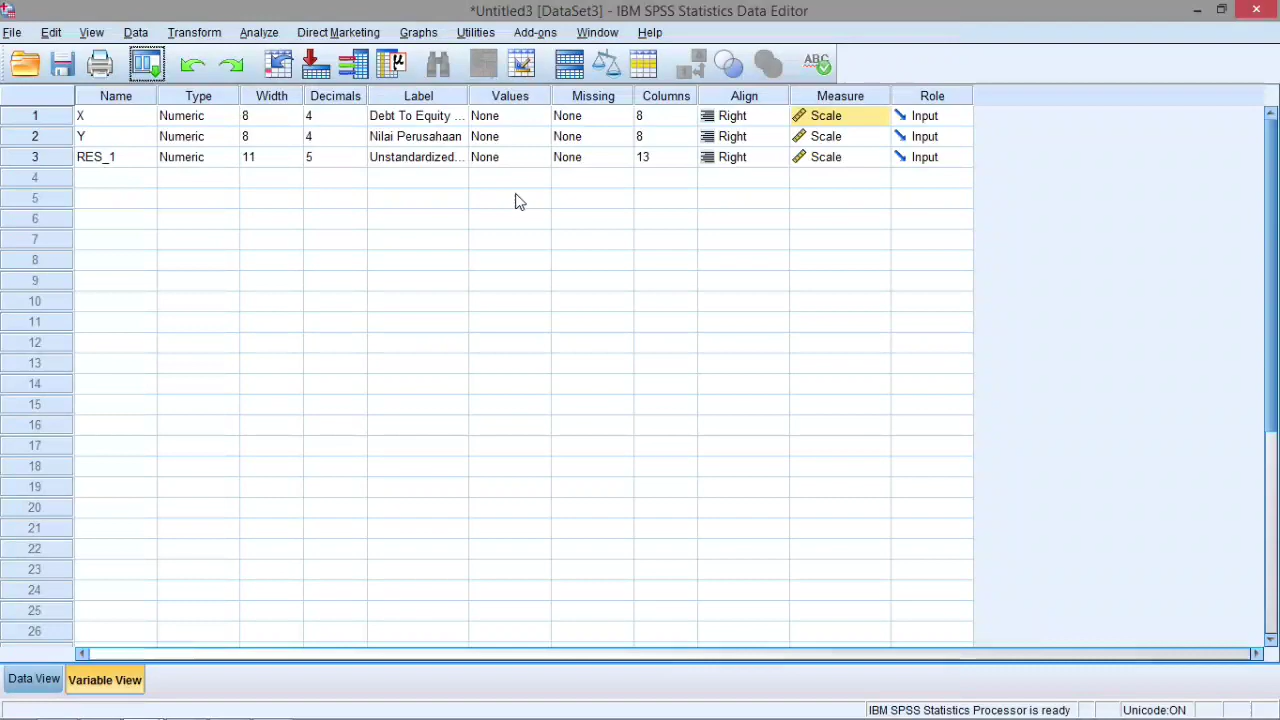 *Untitled3 [DataSet3] - IBM SPSS Statistics Data Editor
File Edit View Data Transform Analyze Direct Marketing Graphs Utilities Add-ons Window Help
ABC
Name Type Width Decimals Label Values Missing Columns Align Measure Role
1 X Numeric 8 4 Debt To Equity ... None None 8 Right Scale Input
2 Y Numeric 8 4 Nilai Perusahaan None None 8 Right Scale Input
3 RES_1 Numeric 11 5 Unstandardized... None None 13 Right Scale Input
4
5
6
7
8
9
10
11
12
13
14
15
16
17
18
19
20
21
22
23
24
25
26
Data View Variable View
IBM SPSS Statistics Processor is ready Unicode:ON